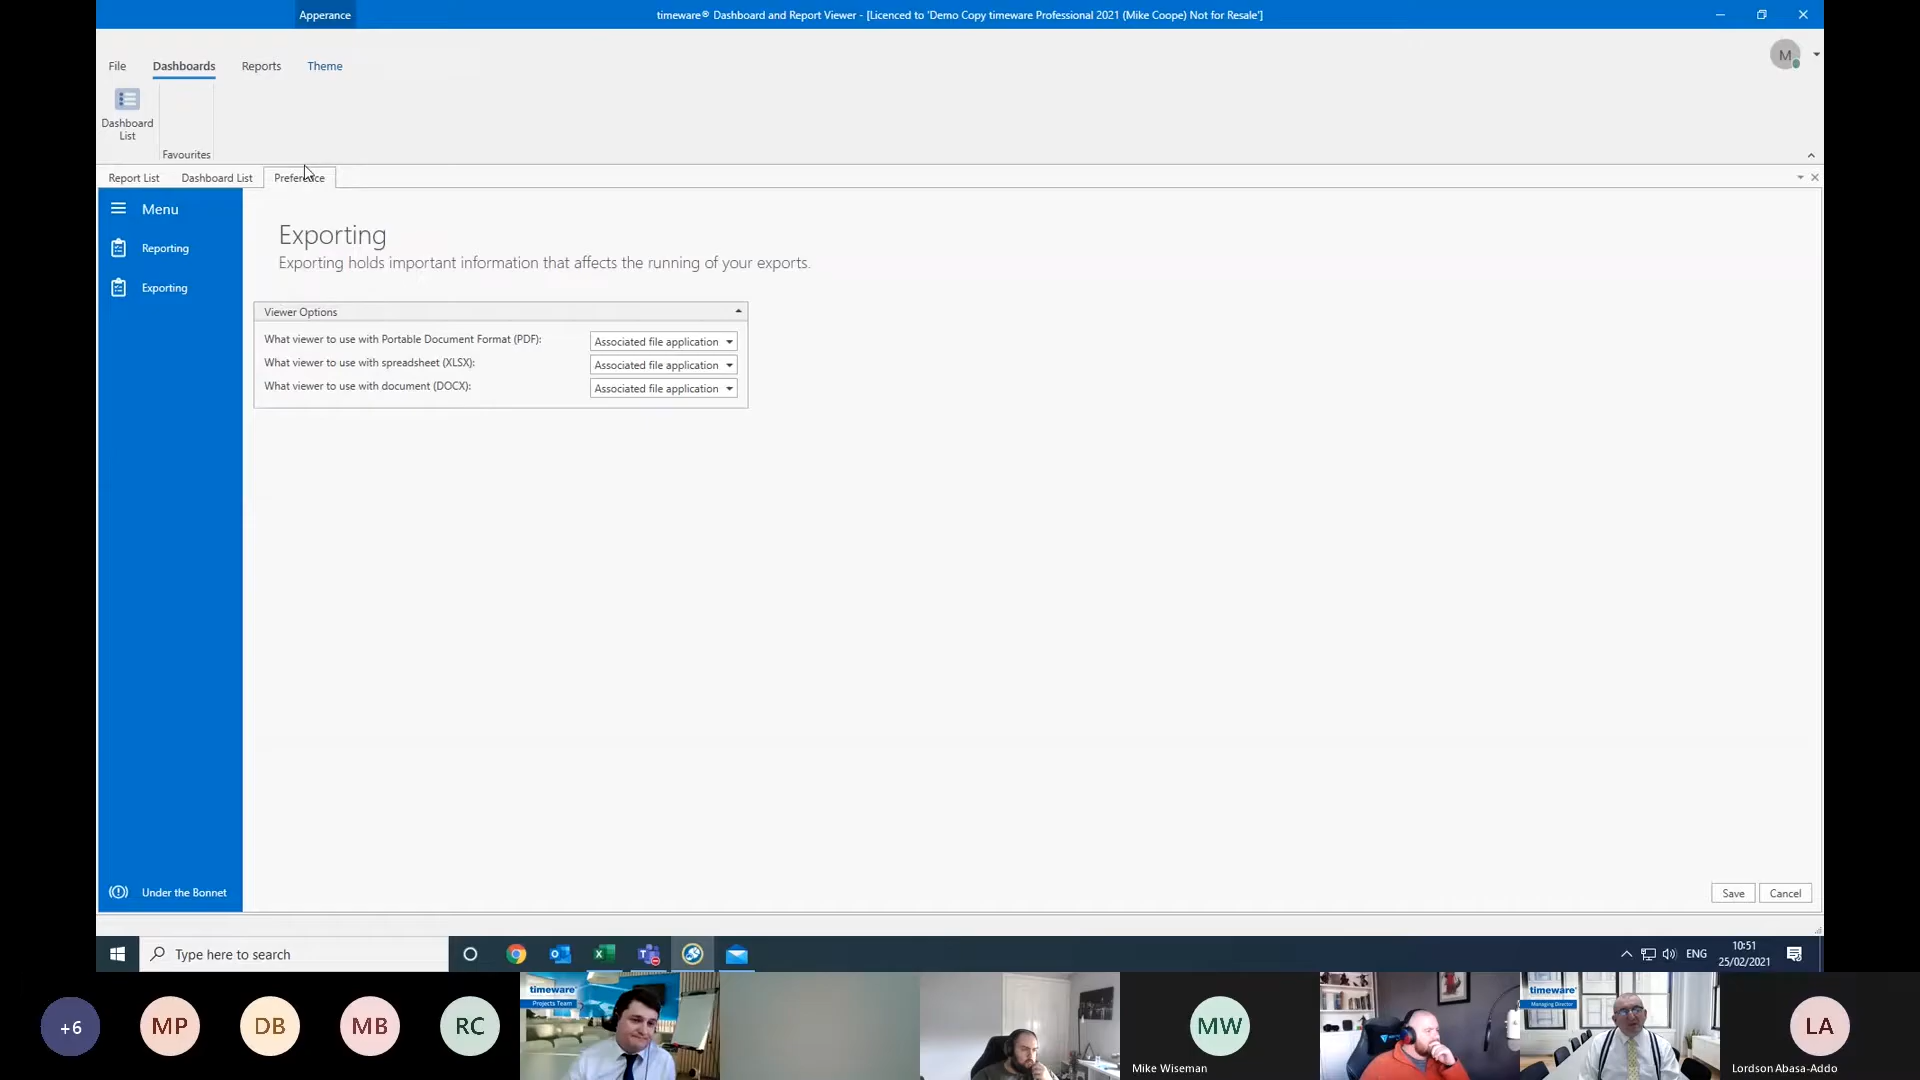 Apperance
timeware® Dashboard and Report Viewer - [Licenced to 'Demo Copy timeware Professional 2021 (Mike Coope) Not for Resale']
File
Dashboards
Reports
Theme
M
Dashboard
List
Favourites
Report List
Dashboard List
Preference
Menu
Reporting
Exporting
Under the Bonnet
Exporting
Exporting holds important information that affects the running of your exports.
Viewer Options
What viewer to use with Portable Document Format (PDF):
Associated file application
What viewer to use with spreadsheet (XLSX):
Associated file application
What viewer to use with document (DOCX):
Associated file application
Save
Cancel
Type here to search
ENG
10:51
25/02/2021
+6
MP
DB
MB
RC
timeware®
Projects Team
MW
Mike Wiseman
timeware®
Managing Director
LA
Lordson Abasa-Addo